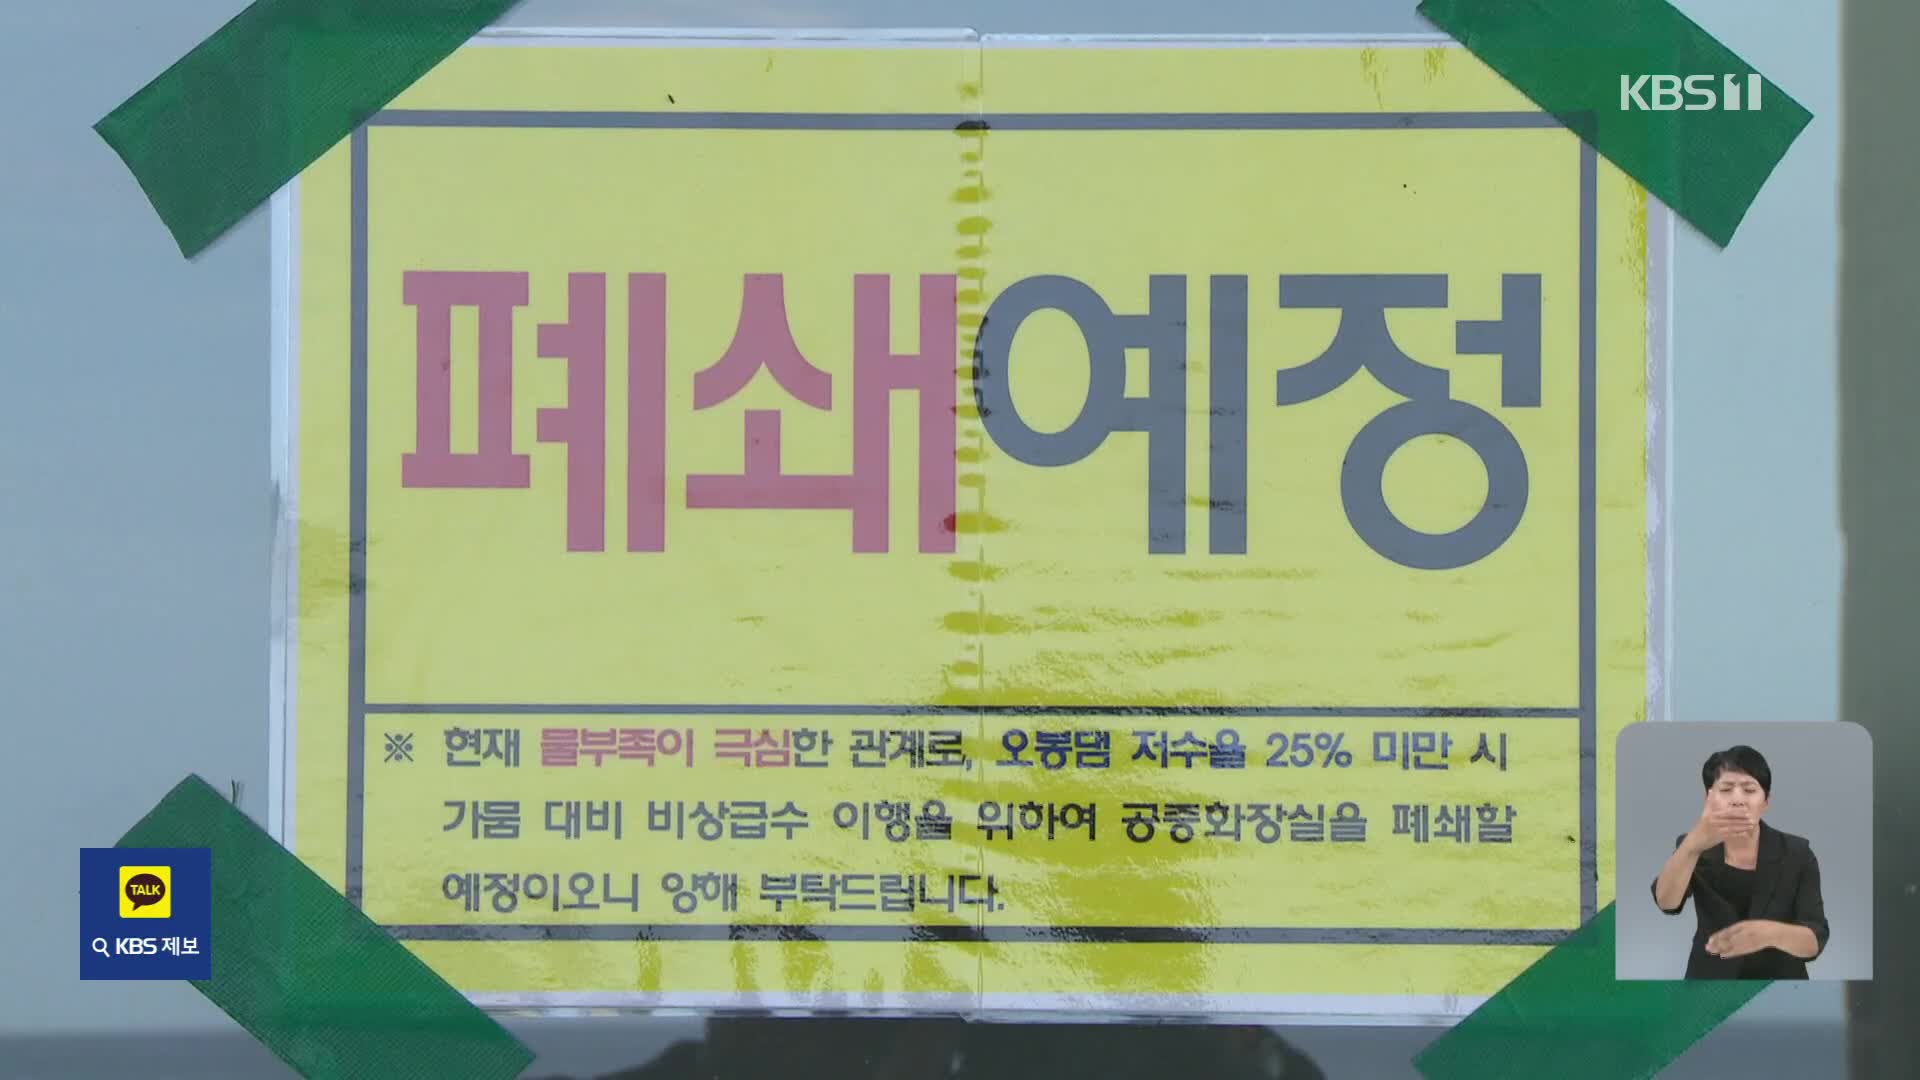 KBS 1
폐쇄예정
※ 현재 물부족이 극심한 관계로, 오봉댐 저수율 25% 미만 시
가뭄 대비 비상급수 이행을 위하여 공중화장실을 폐쇄할
예정이오니 양해 부탁드립니다.
TALK
KBS 제보